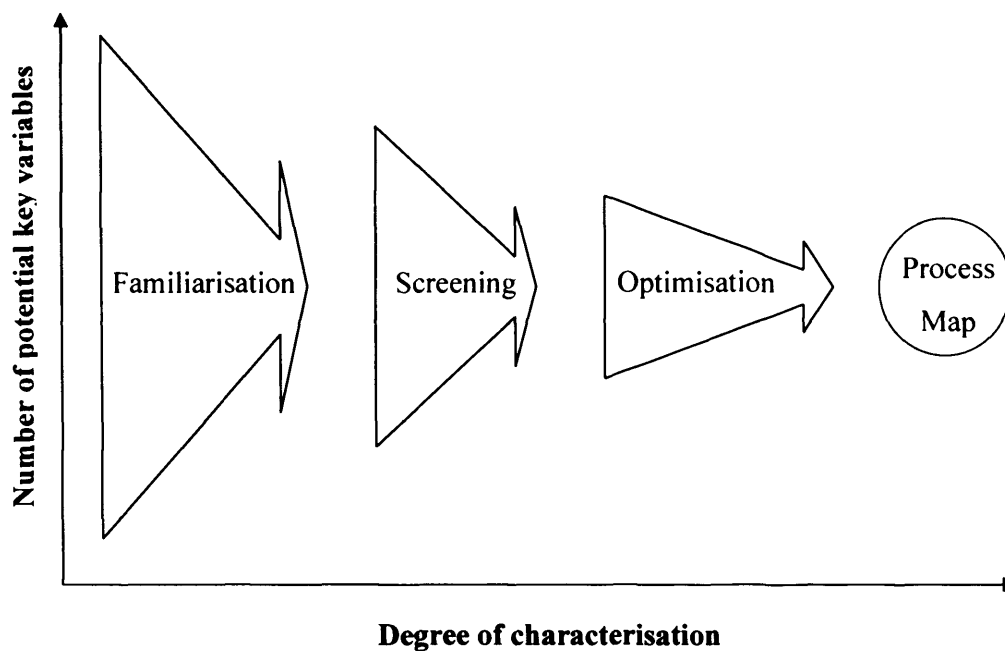 Number of potential key variables
Familiarisation
Screening
Optimisation
Process
Map
Degree of characterisation